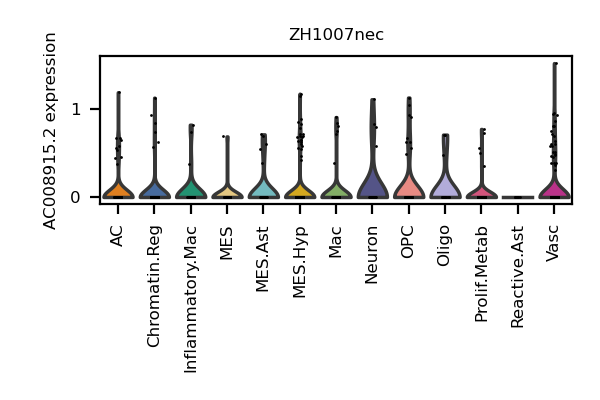 ZH1007nec
AC008915.2 expression
1
0
AC
Chromatin.Reg
Inflammatory.Mac
MES
MES.Ast
MES.Hyp
Mac
Neuron
OPC
Oligo
Prolif.Metab
Reactive.Ast
Vasc